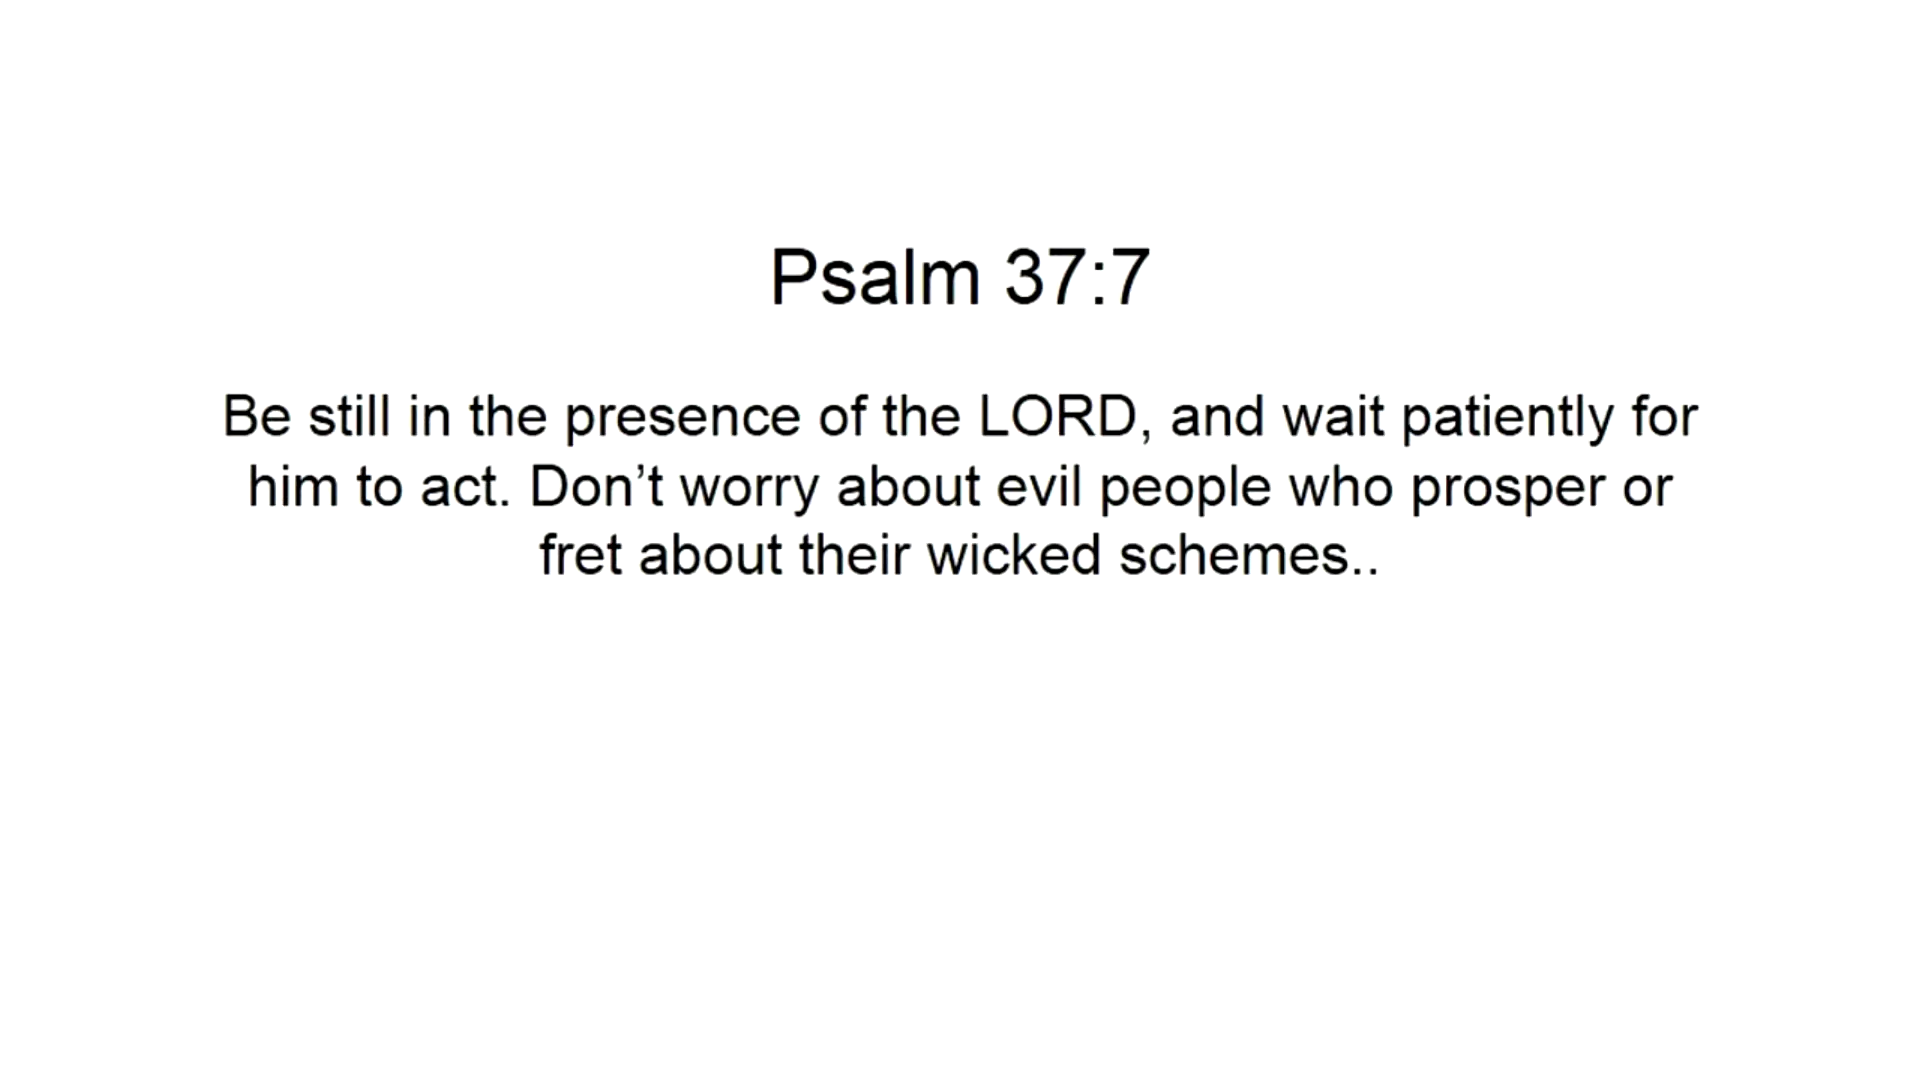 Psalm 37:7
Be still in the presence of the LORD, and wait patiently for
him to act. Don’t worry about evil people who prosper or
fret about their wicked schemes..